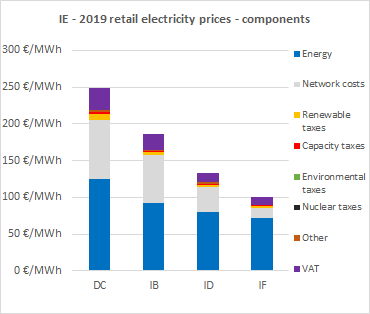 IE - 2019 retail electricity prices - components
300 €/MWh
250 €/MWh
200 €/MWh
150 €/MWh
100 €/MWh
50 €/MWh
0 €/MWh
DC IB ID IF
Energy
Network costs
Renewable
taxes
Capacity taxes
Environmental
taxes
Nuclear taxes
Other
VAT